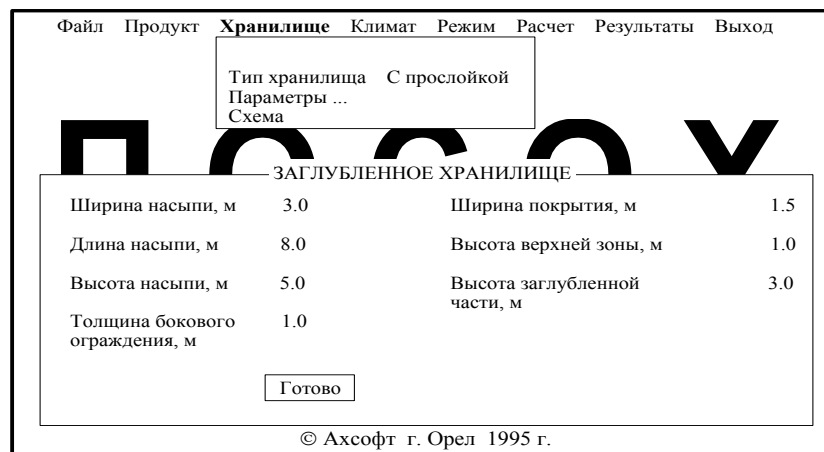 Файл Продукт Хранилище Климат Режим Расчет Результаты Выход
Тип хранилища С прослойкой
Параметры ...
Схема
ПОСОХ
ЗАГЛУБЛЕННОЕ ХРАНИЛИЩЕ
Ширина насыпи, м 3.0 Ширина покрытия, м 1.5
Длина насыпи, м 8.0 Высота верхней зоны, м 1.0
Высота насыпи, м 5.0 Высота заглубленной части, м 3.0
Толщина бокового ограждения, м 1.0
Готово
© Ахсофт г. Орел 1995 г.